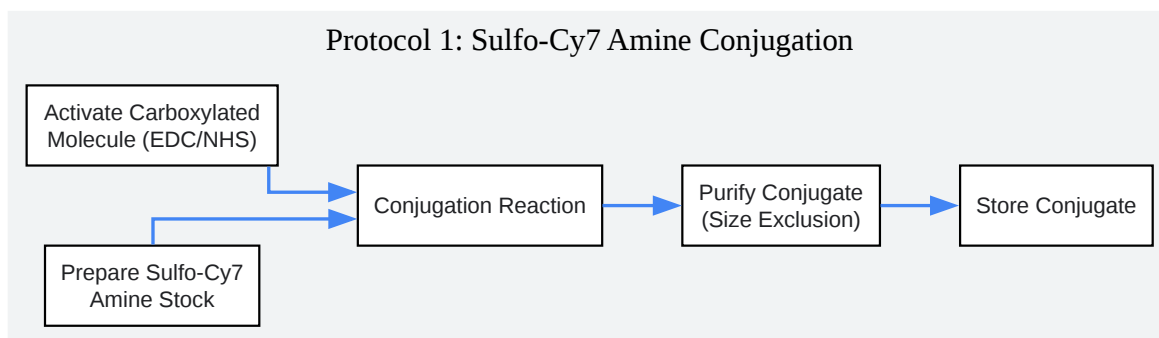 Protocol 1: Sulfo-Cy7 Amine Conjugation
Activate Carboxylated
Molecule (EDC/NHS)
Prepare Sulfo-Cy7
Amine Stock
Conjugation Reaction
Purify Conjugate
(Size Exclusion)
Store Conjugate